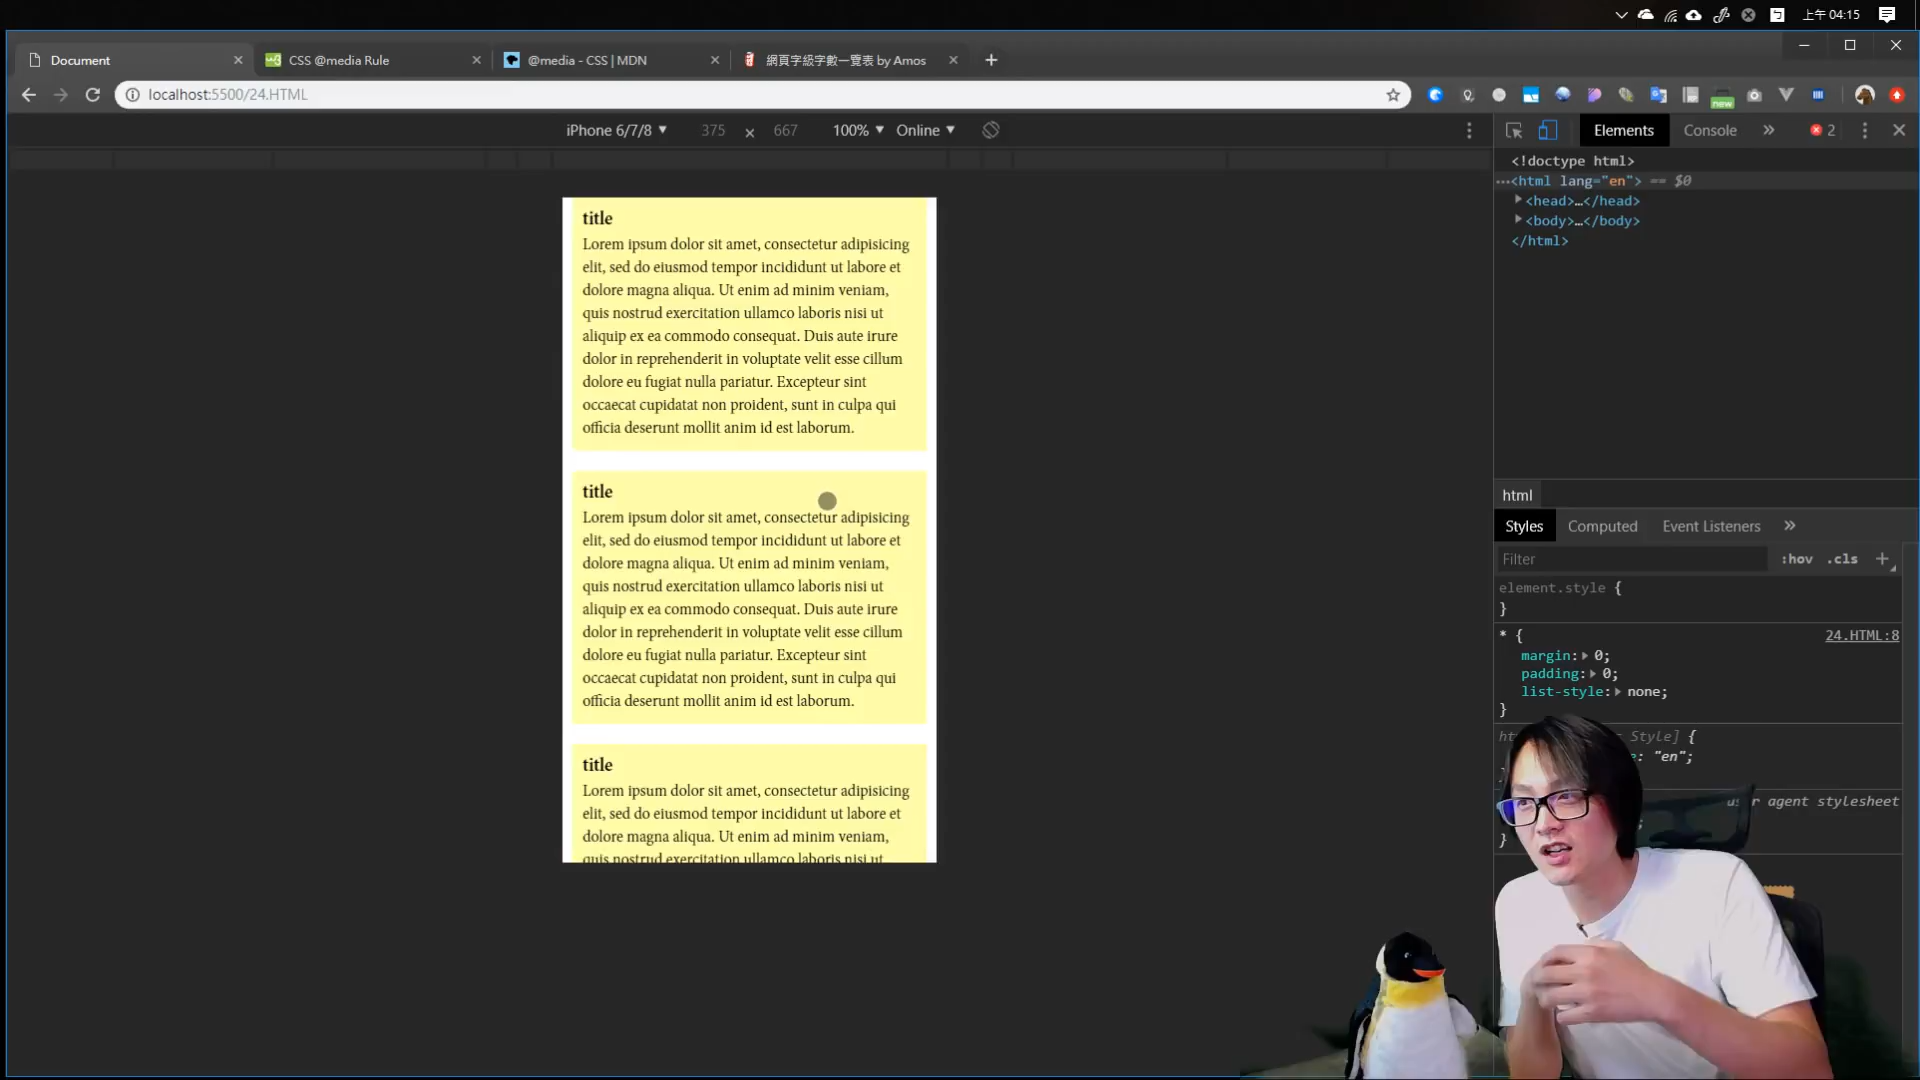 上午 04:15
Document
CSS @media Rule
@media - CSS | MDN
網頁字級字數一覽表 by Amos
localhost:5500/24.HTML
new
iPhone 6/7/8
375
667
100%
Online
Elements
Console
2
<!doctype html>
<html lang="en"> == $0
<head>…</head>
<body>…</body>
</html>
title
Lorem ipsum dolor sit amet, consectetur adipisicing
elit, sed do eiusmod tempor incididunt ut labore et
dolore magna aliqua. Ut enim ad minim veniam,
quis nostrud exercitation ullamco laboris nisi ut
aliquip ex ea commodo consequat. Duis aute irure
dolor in reprehenderit in voluptate velit esse cillum
dolore eu fugiat nulla pariatur. Excepteur sint
occaecat cupidatat non proident, sunt in culpa qui
officia deserunt mollit anim id est laborum.
title
Lorem ipsum dolor sit amet, consectetur adipisicing
elit, sed do eiusmod tempor incididunt ut labore et
dolore magna aliqua. Ut enim ad minim veniam,
quis nostrud exercitation ullamco laboris nisi ut
aliquip ex ea commodo consequat. Duis aute irure
dolor in reprehenderit in voluptate velit esse cillum
dolore eu fugiat nulla pariatur. Excepteur sint
occaecat cupidatat non proident, sunt in culpa qui
officia deserunt mollit anim id est laborum.
title
Lorem ipsum dolor sit amet, consectetur adipisicing
elit, sed do eiusmod tempor incididunt ut labore et
dolore magna aliqua. Ut enim ad minim veniam,
quis nostrud exercitation ullamco laboris nisi ut
html
Styles
Computed
Event Listeners
Filter
:hov
.cls
element.style {
}
* {
24.HTML:8
margin: 0;
padding: 0;
list-style: none;
}
Style] {
: "en";
agent stylesheet
}